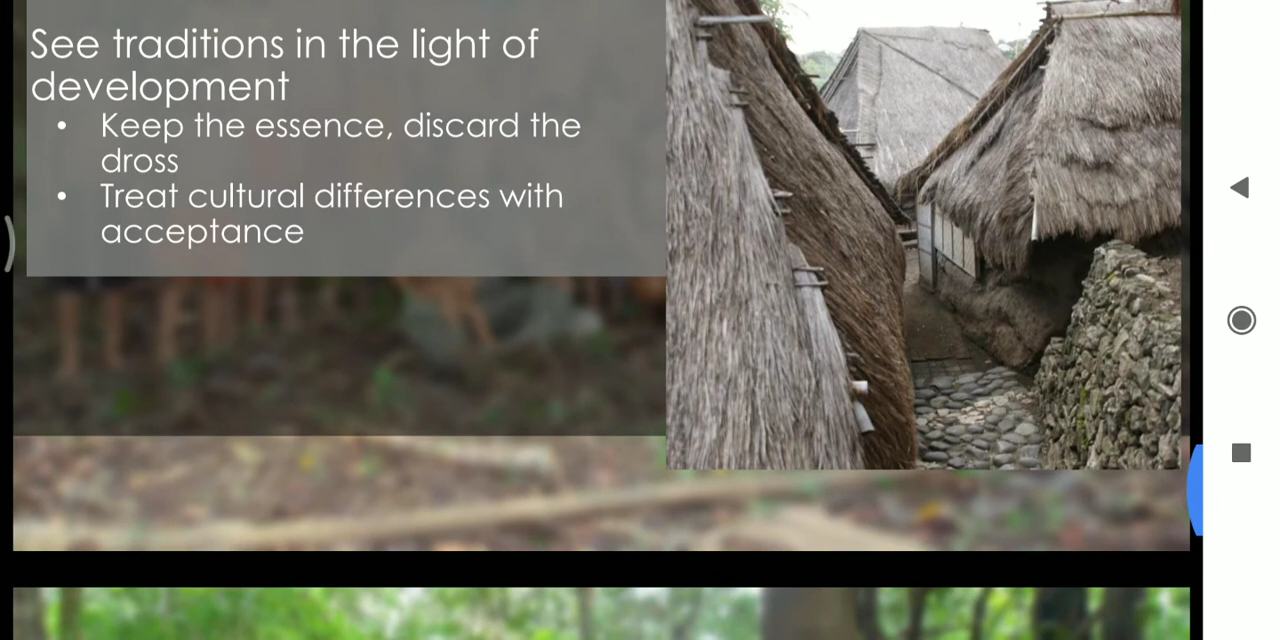 See traditions in the light of
development
• Keep the essence, discard the
dross
• Treat cultural differences with
acceptance